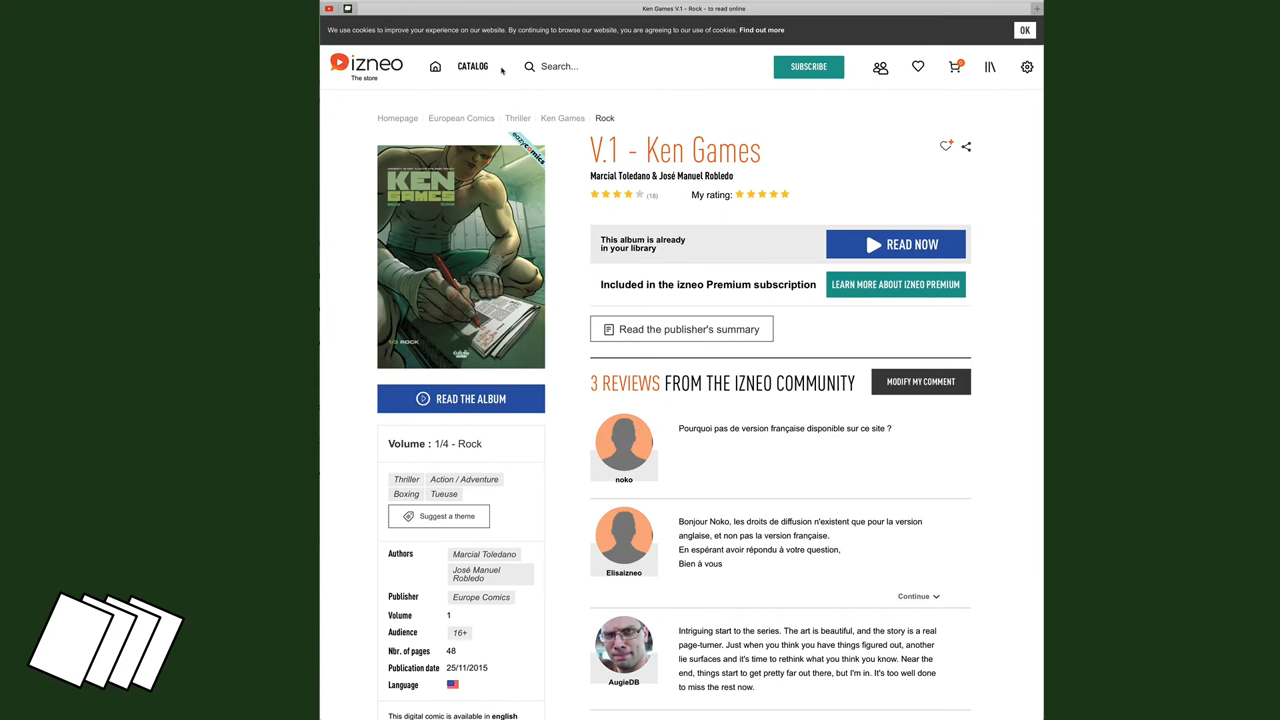 Ken Games V.1 - Rock - to read online
We use cookies to improve your experience on our website. By continuing to browse our website, you are agreeing to our use of cookies. Find out more
OK
izneo
The store
CATALOG
Search...
SUBSCRIBE
0
Homepage European Comics Thriller Ken Games Rock
eazycomics
KEN
GAMES
1/3 ROCK
V.1 - Ken Games
Marcial Toledano & José Manuel Robledo
(18)
My rating:
This album is already
in your library
READ NOW
Included in the izneo Premium subscription
LEARN MORE ABOUT IZNEO PREMIUM
Read the publisher's summary
READ THE ALBUM
Volume : 1/4 - Rock
Thriller Action / Adventure
Boxing Tueuse
Suggest a theme
Authors Marcial Toledano
José Manuel
Robledo
Publisher Europe Comics
Volume 1
Audience 16+
Nbr. of pages 48
Publication date 25/11/2015
Language
This digital comic is available in english
3 REVIEWS FROM THE IZNEO COMMUNITY
MODIFY MY COMMENT
Pourquoi pas de version française disponible sur ce site ?
noko
Bonjour Noko, les droits de diffusion n'existent que pour la version
anglaise, et non pas la version française.
En espérant avoir répondu à votre question,
Bien à vous
Elisaizneo
Continue
Intriguing start to the series. The art is beautiful, and the story is a real
page-turner. Just when you think you have things figured out, another
lie surfaces and it's time to rethink what you think you know. Near the
end, things start to get pretty far out there, but I'm in. It's too well done
to miss the rest now.
AugieDB